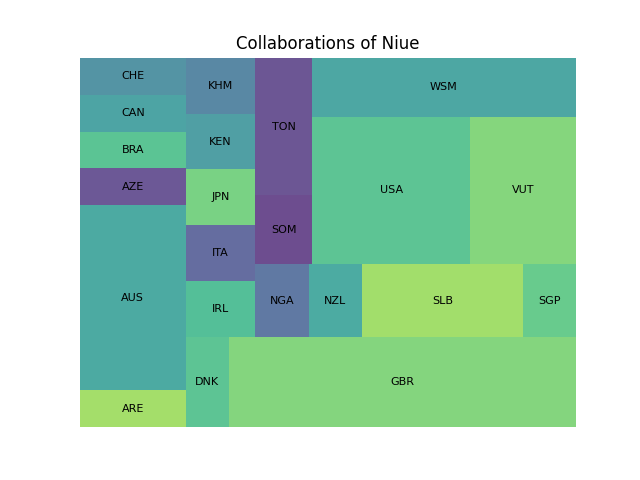 Collaborations of Niue
CHE
CAN
BRA
AZE
AUS
ARE
KHM
KEN
JPN
ITA
IRL
DNK
GBR
TON
SOM
NGA
NZL
SLB
SGP
WSM
USA
VUT